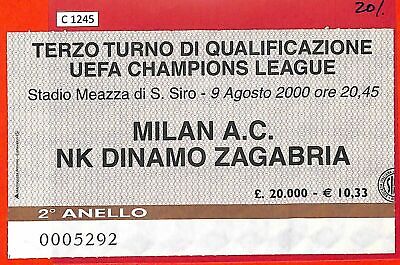 C 1245
20%
TERZO TURNO DI QUALIFICAZIONE
UEFA CHAMPIONS LEAGUE
Stadio Meazza di S. Siro - 9 Agosto 2000 ore 20,45
MILAN A.C.
NK DINAMO ZAGABRIA
£. 20.000 - € 10,33
2° ANELLO
0005292